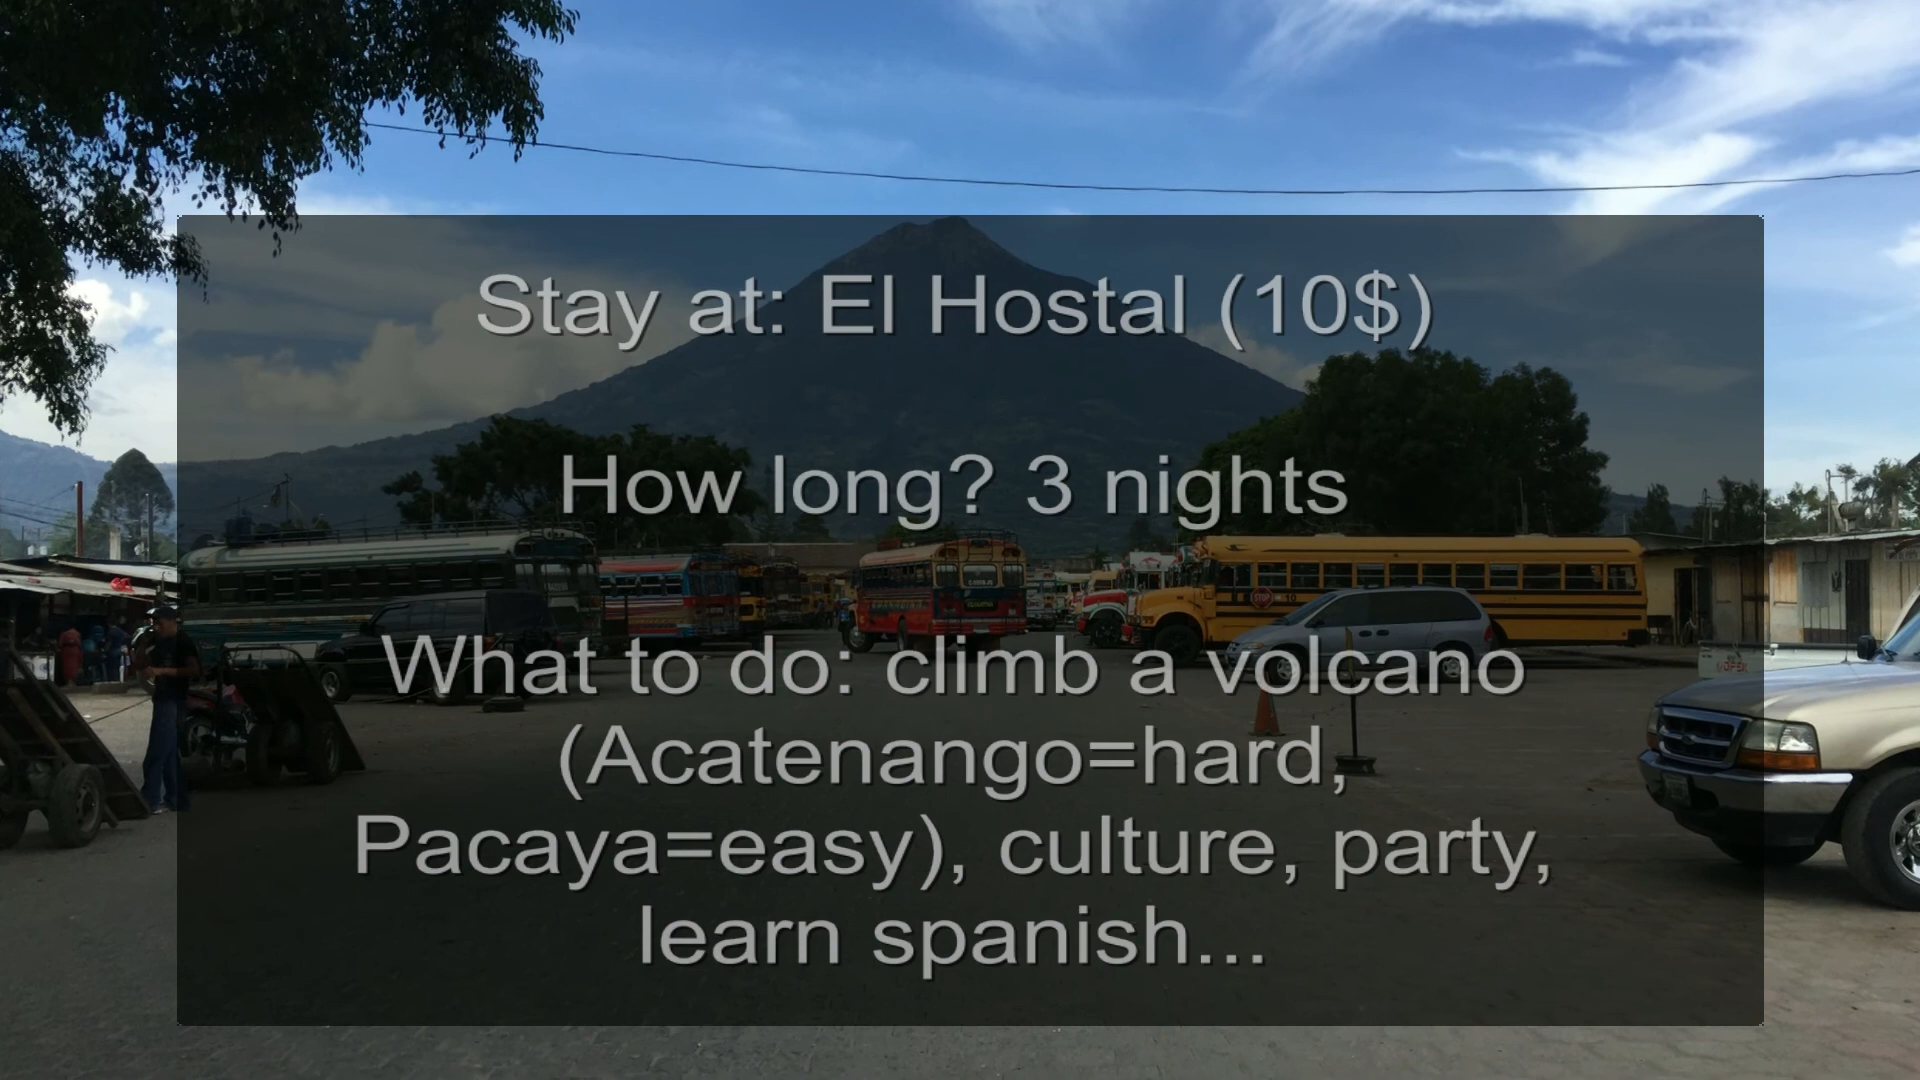 Stay at: El Hostal (10$)
How long? 3 nights
What to do: climb a volcano
(Acatenango=hard,
Pacaya=easy), culture, party,
learn spanish...
STOP